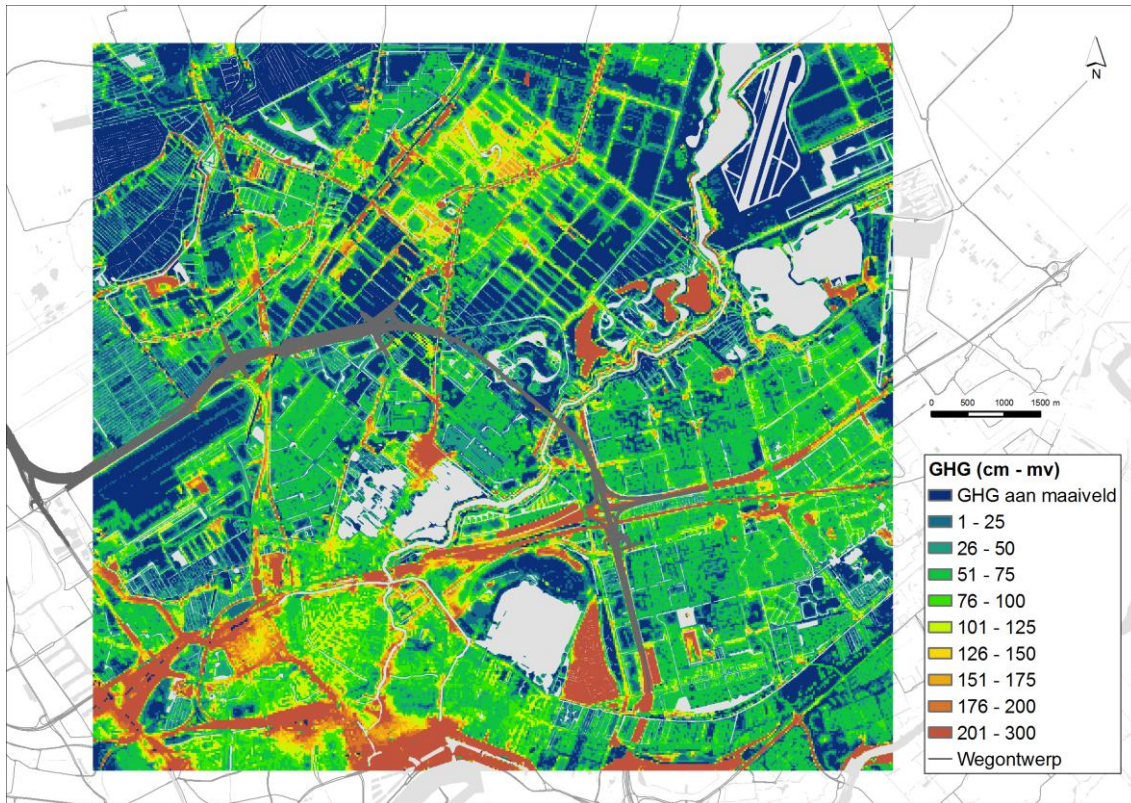 N
0 500 1000 1500 m
GHG (cm - mv)
GHG aan maaiveld
1 - 25
26 - 50
51 - 75
76 - 100
101 - 125
126 - 150
151 - 175
176 - 200
201 - 300
Wegontwerp